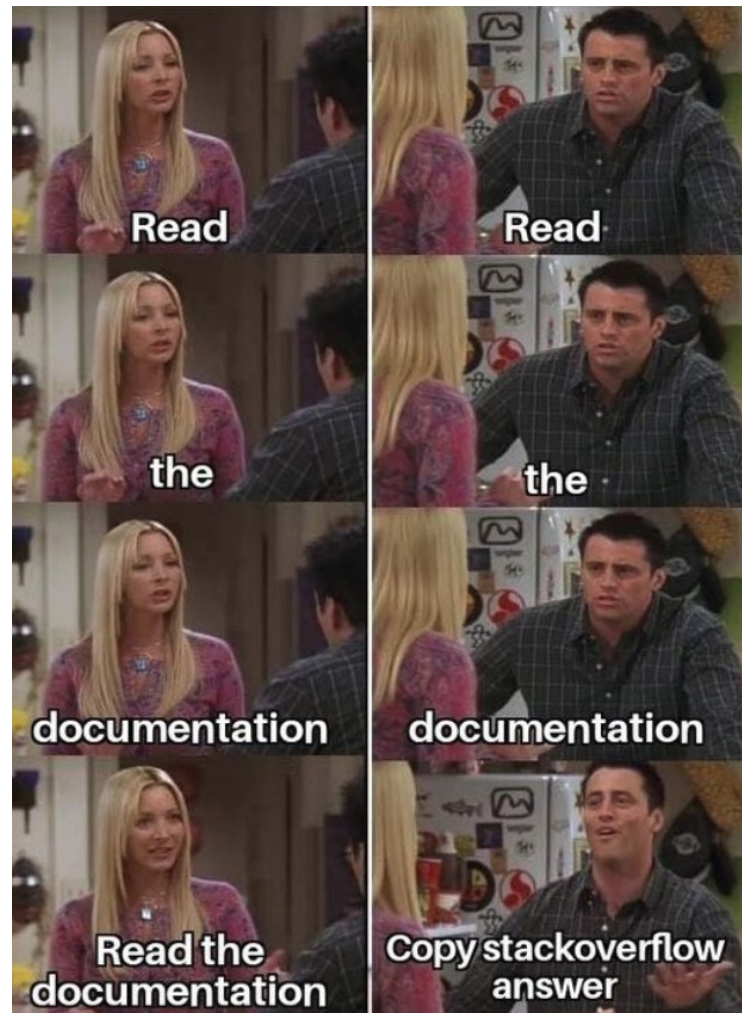 Read
Read
the
the
documentation
documentation
Read the
documentation
Copy stackoverflow
answer